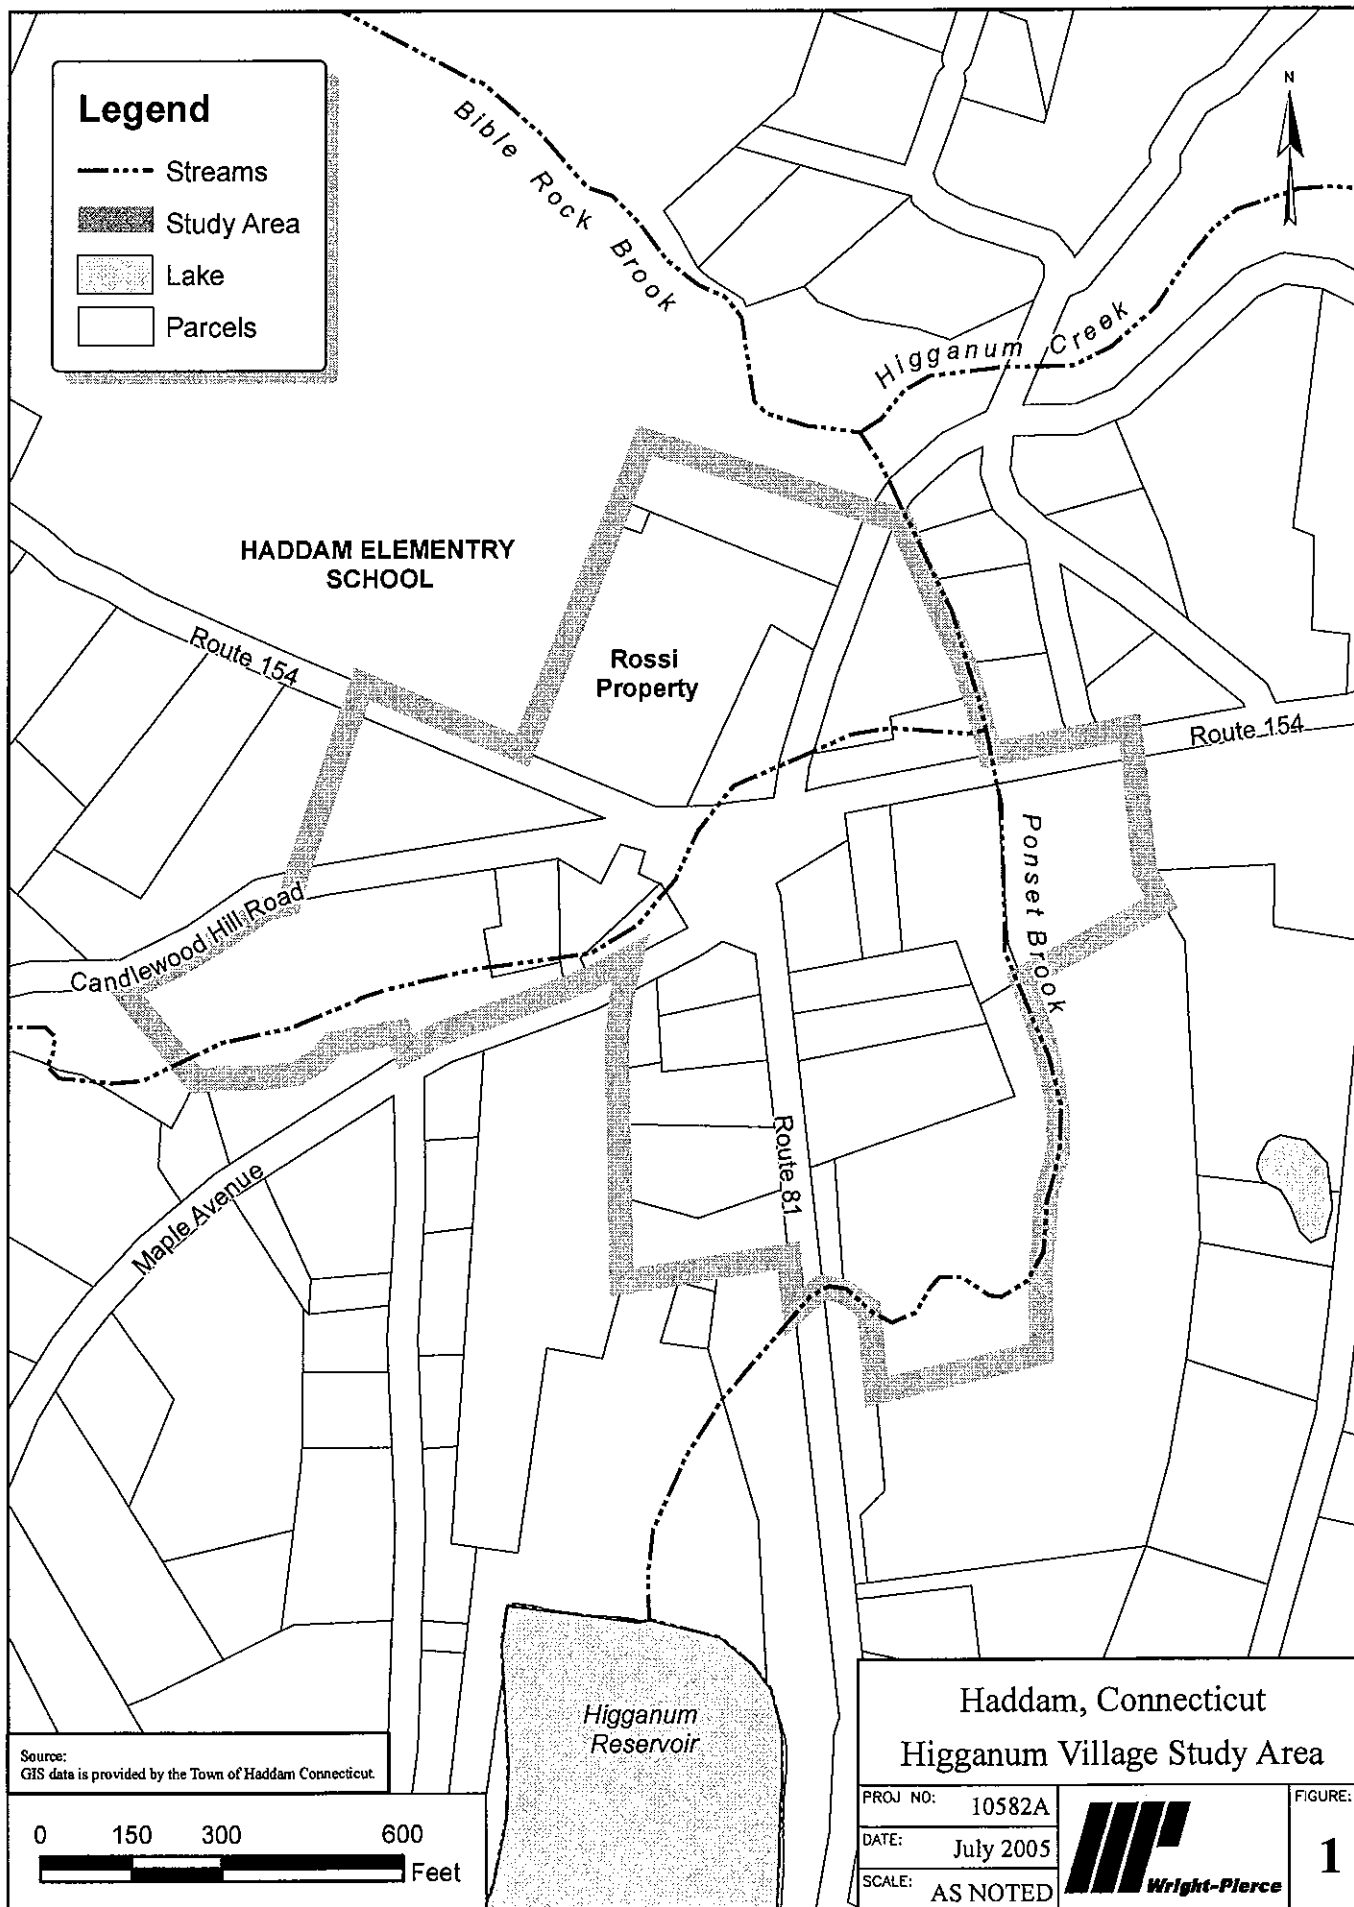 Legend
Streams
Study Area
Lake
Parcels
N
Bible Rock Brook
Higganum Creek
HADDAM ELEMENTRY
SCHOOL
Route 154
Rossi
Property
Route 154
Ponset Brook
Candlewood Hill Road
Route 81
Maple Avenue
Higganum
Reservoir
Source:
GIS data is provided by the Town of Haddam Connecticut.
0 150 300 600
Feet
Haddam, Connecticut
Higganum Village Study Area
PROJ NO: 10582A
DATE: July 2005
SCALE: AS NOTED
Wright-Pierce
FIGURE:
1